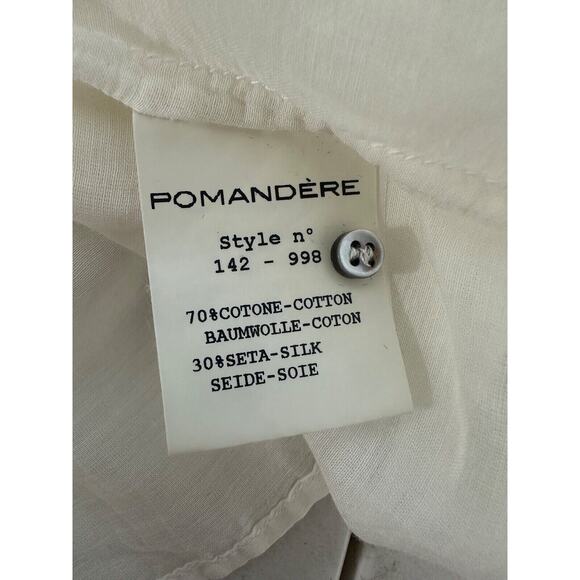 POMANDÈRE
Style n°
142 - 998
70%COTONE-COTTON
BAUMWOLLE-COTON
30%SETA-SILK
SEIDE-SOIE